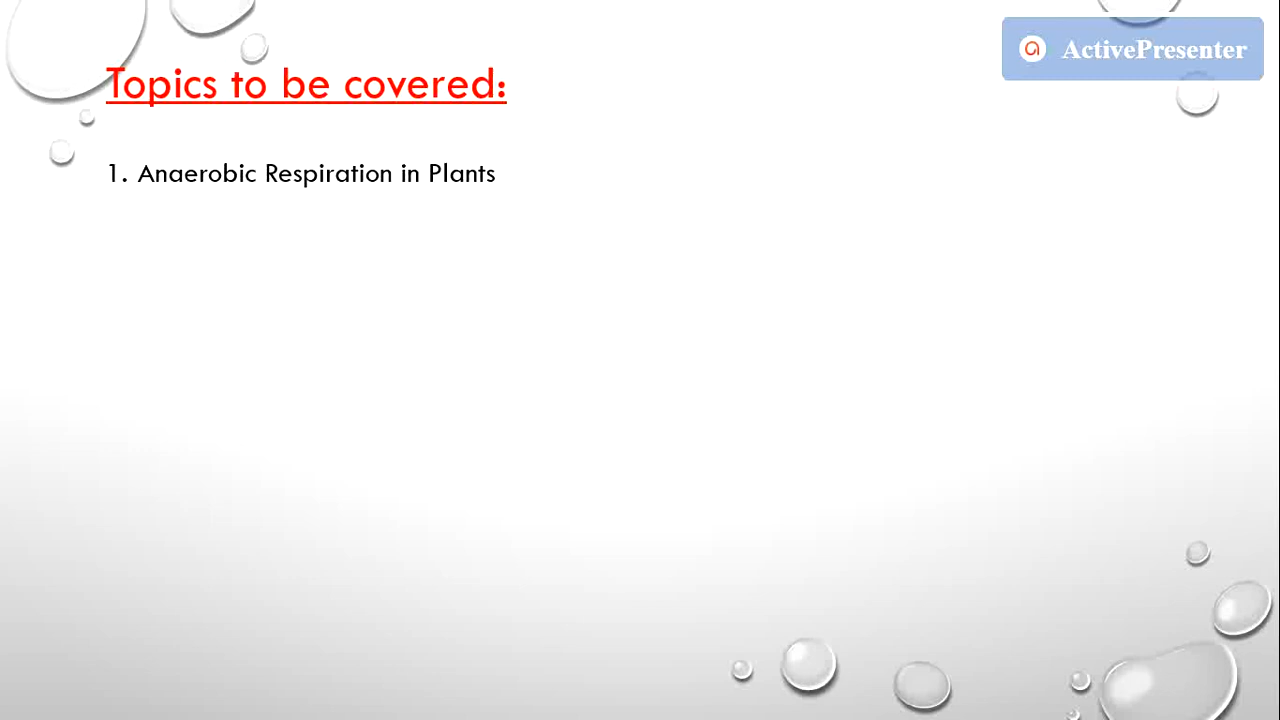 ActivePresenter
Topics to be covered:
1. Anaerobic Respiration in Plants